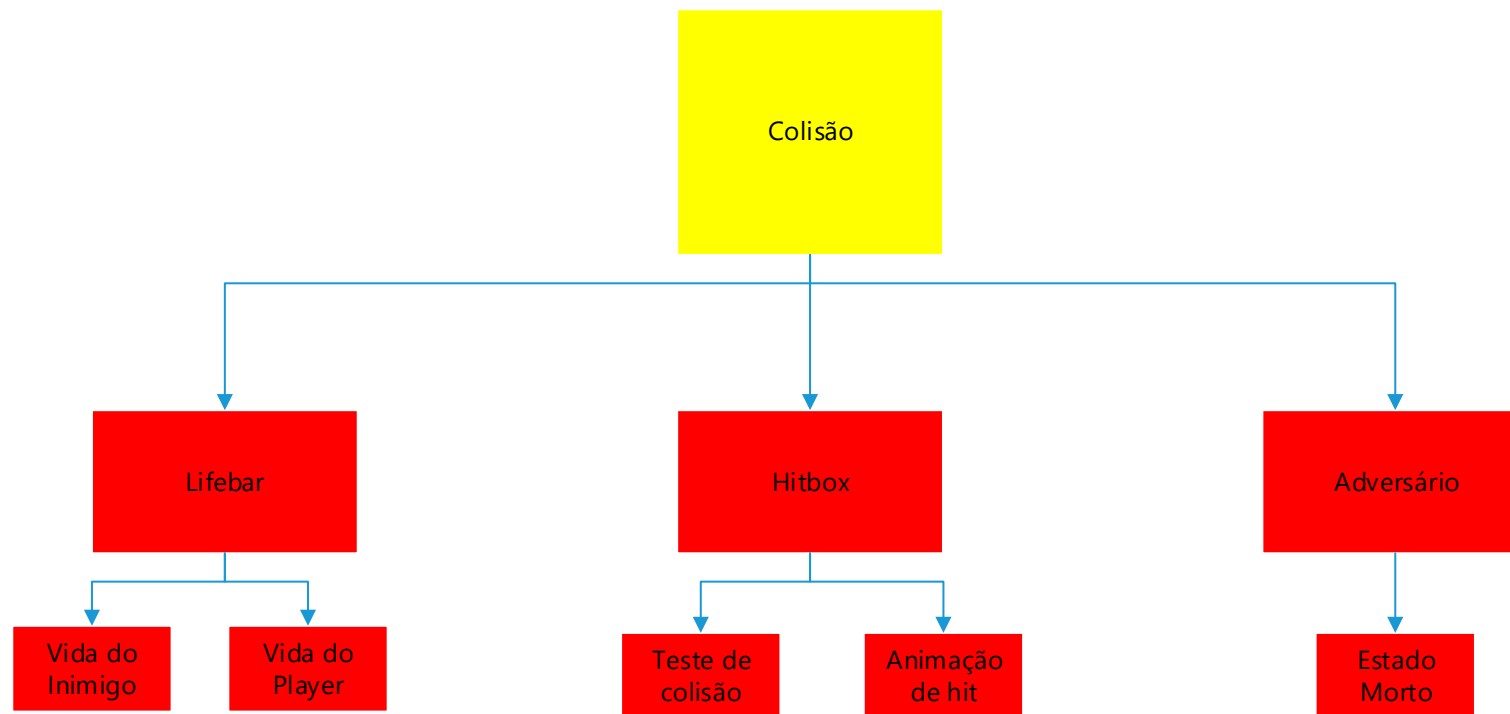 Colisão
Lifebar
Hitbox
Adversário
Vida do
Inimigo
Vida do
Player
Teste de
colisão
Animação
de hit
Estado
Morto